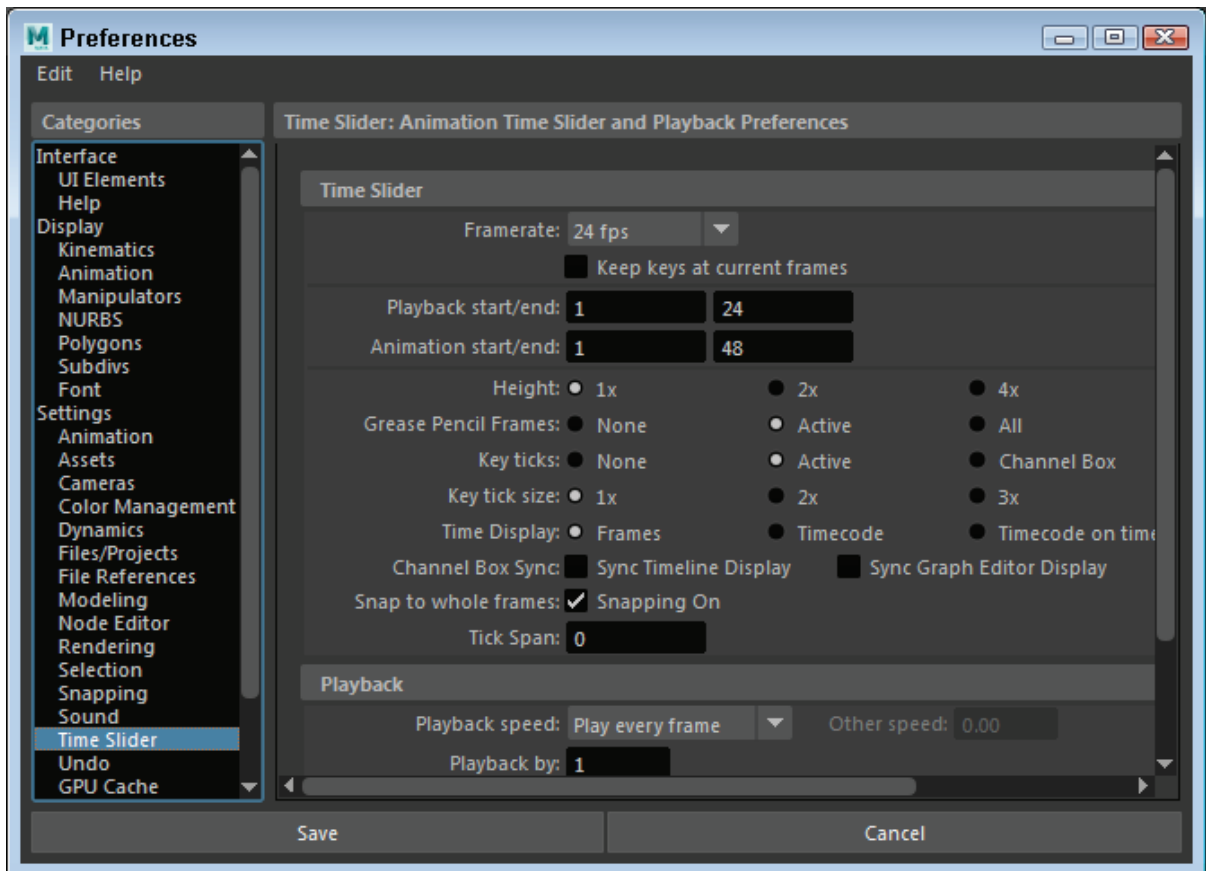 Preferences
Edit Help
Categories
Interface
UI Elements
Help
Display
Kinematics
Animation
Manipulators
NURBS
Polygons
Subdivs
Font
Settings
Animation
Assets
Cameras
Color Management
Dynamics
Files/Projects
File References
Modeling
Node Editor
Rendering
Selection
Snapping
Sound
Time Slider
Undo
GPU Cache
Time Slider: Animation Time Slider and Playback Preferences
Time Slider
Framerate: 24 fps
Keep keys at current frames
Playback start/end: 1 24
Animation start/end: 1 48
Height: 1x 2x 4x
Grease Pencil Frames: None Active All
Key ticks: None Active Channel Box
Key tick size: 1x 2x 3x
Time Display: Frames Timecode Timecode on time
Channel Box Sync: Sync Timeline Display Sync Graph Editor Display
Snap to whole frames: Snapping On
Tick Span: 0
Playback
Playback speed: Play every frame Other speed: 0.00
Playback by: 1
Save Cancel